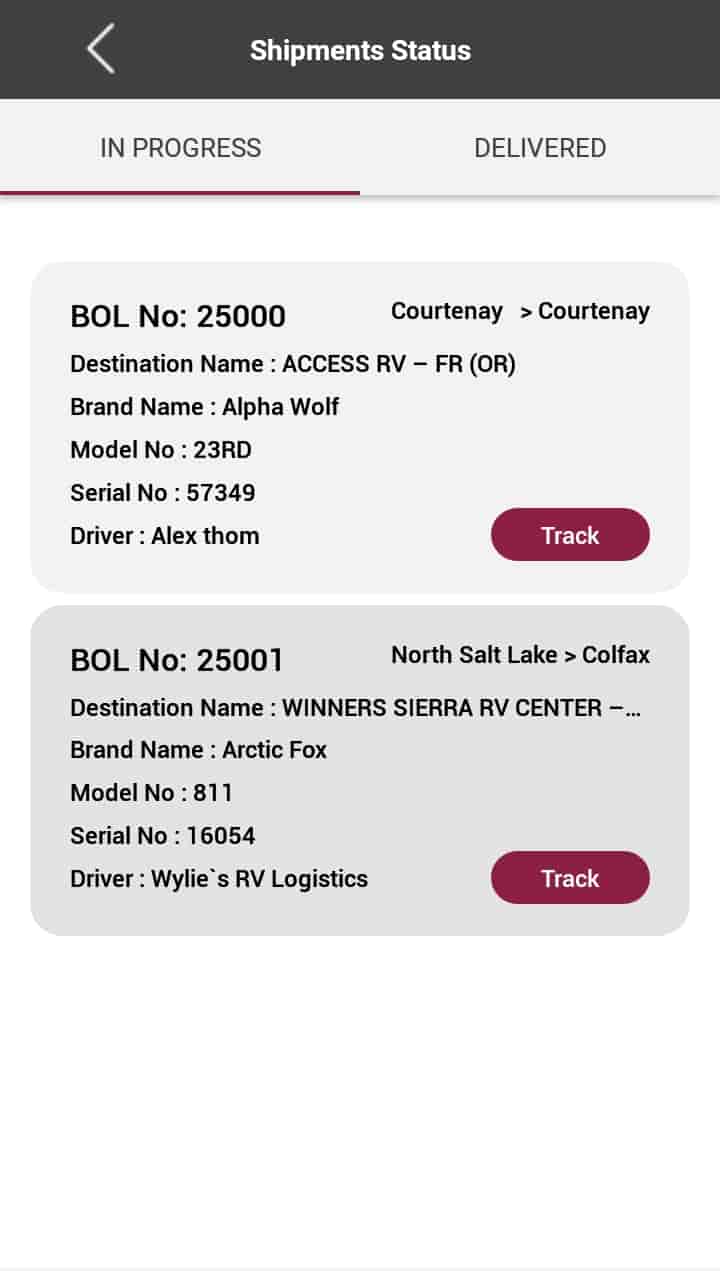 Shipments Status
IN PROGRESS DELIVERED
BOL No: 25000 Courtenay > Courtenay
Destination Name : ACCESS RV – FR (OR)
Brand Name : Alpha Wolf
Model No : 23RD
Serial No : 57349
Driver : Alex thom Track
BOL No: 25001 North Salt Lake > Colfax
Destination Name : WINNERS SIERRA RV CENTER –...
Brand Name : Arctic Fox
Model No : 811
Serial No : 16054
Driver : Wylie`s RV Logistics Track